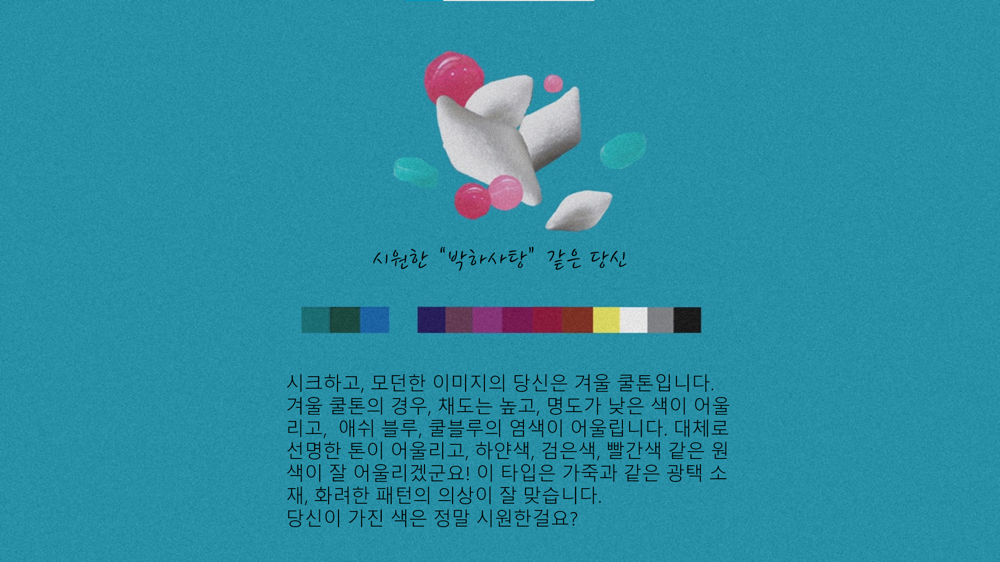 시원한 “박하사탕” 같은 당신
시크하고, 모던한 이미지의 당신은 겨울 쿨톤입니다.
겨울 쿨톤의 경우, 채도는 높고, 명도가 낮은 색이 어울
리고,  애쉬 블루, 쿨블루의 염색이 어울립니다. 대체로
선명한 톤이 어울리고, 하얀색, 검은색, 빨간색 같은 원
색이 잘 어울리겠군요! 이 타입은 가죽과 같은 광택 소
재, 화려한 패턴의 의상이 잘 맞습니다.
당신이 가진 색은 정말 시원한걸요?